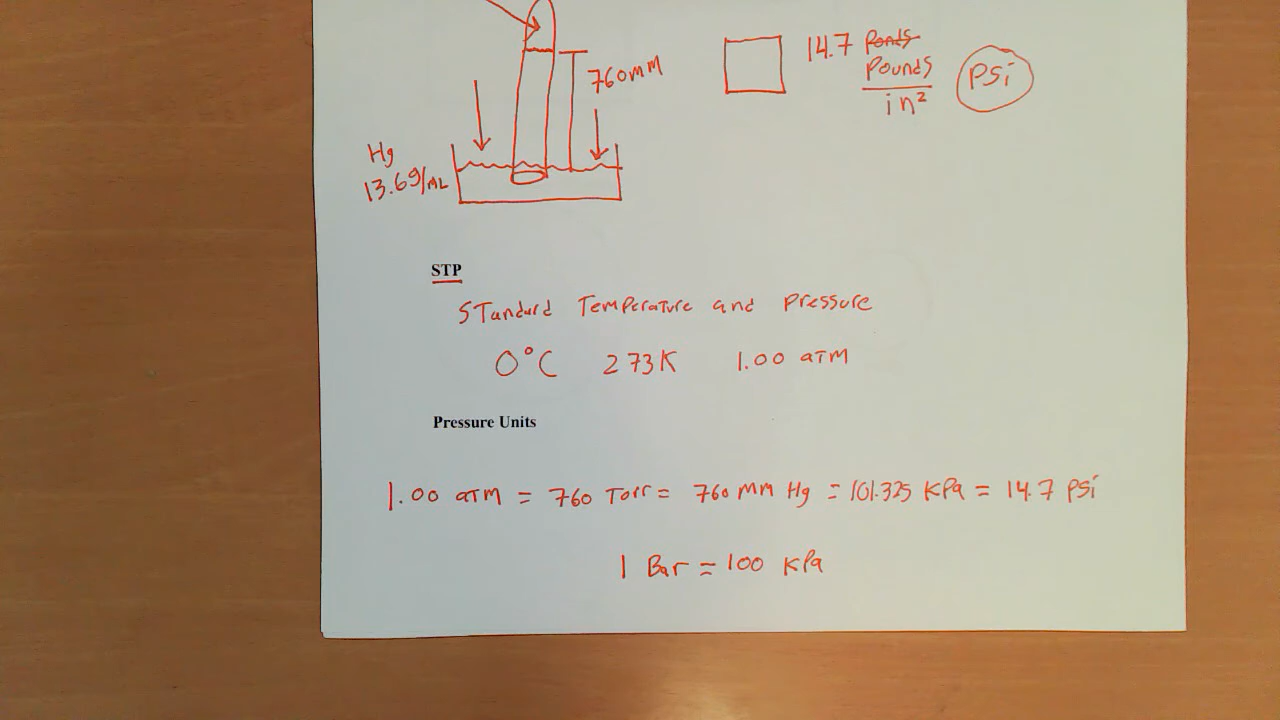 760mm
14.7 Ponds
Pounds
in²
PSi
Hg
13.6g/mL
STP
STandard Temperature and Pressure
0°C 273K 1.00 aTM
Pressure Units
1.00 aTM = 760 Torr = 760 MM Hg = 101.325 KPa = 14.7 PSi
1 Bar = 100 KPa